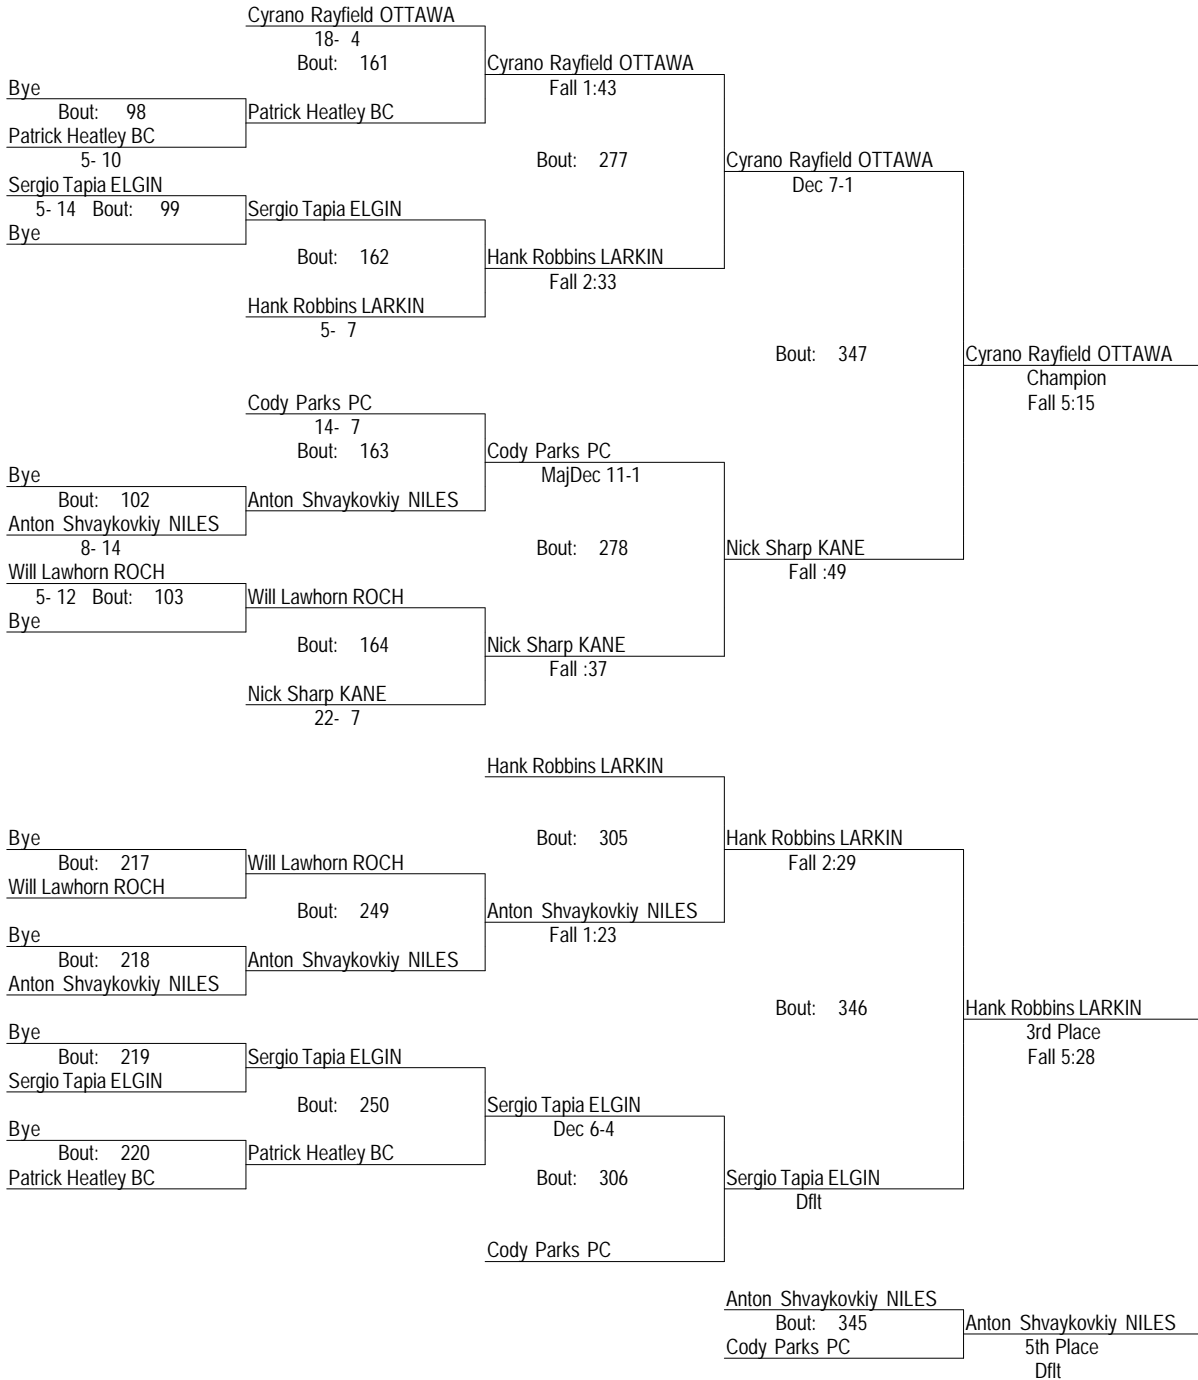 Cyrano Rayfield OTTAWA
18- 4
Bout: 161
Cyrano Rayfield OTTAWA
Fall 1:43
Bye
Bout: 98
Patrick Heatley BC
Patrick Heatley BC
5- 10
Bout: 277
Cyrano Rayfield OTTAWA
Dec 7-1
Sergio Tapia ELGIN
5- 14 Bout: 99
Sergio Tapia ELGIN
Bye
Bout: 162
Hank Robbins LARKIN
Fall 2:33
Hank Robbins LARKIN
5- 7
Bout: 347
Cyrano Rayfield OTTAWA
Champion
Fall 5:15
Cody Parks PC
14- 7
Bout: 163
Cody Parks PC
MajDec 11-1
Bye
Bout: 102
Anton Shvaykovkiy NILES
Anton Shvaykovkiy NILES
8- 14
Bout: 278
Nick Sharp KANE
Fall :49
Will Lawhorn ROCH
5- 12 Bout: 103
Will Lawhorn ROCH
Bye
Bout: 164
Nick Sharp KANE
Fall :37
Nick Sharp KANE
22- 7
Hank Robbins LARKIN
Bye
Bout: 217
Will Lawhorn ROCH
Will Lawhorn ROCH
Bout: 305
Hank Robbins LARKIN
Fall 2:29
Bout: 249
Anton Shvaykovkiy NILES
Fall 1:23
Bye
Bout: 218
Anton Shvaykovkiy NILES
Anton Shvaykovkiy NILES
Bout: 346
Hank Robbins LARKIN
3rd Place
Fall 5:28
Bye
Bout: 219
Sergio Tapia ELGIN
Sergio Tapia ELGIN
Bout: 250
Sergio Tapia ELGIN
Dec 6-4
Bye
Bout: 220
Patrick Heatley BC
Patrick Heatley BC
Bout: 306
Sergio Tapia ELGIN
Dflt
Cody Parks PC
Anton Shvaykovkiy NILES
Bout: 345
Cody Parks PC
Anton Shvaykovkiy NILES
5th Place
Dflt